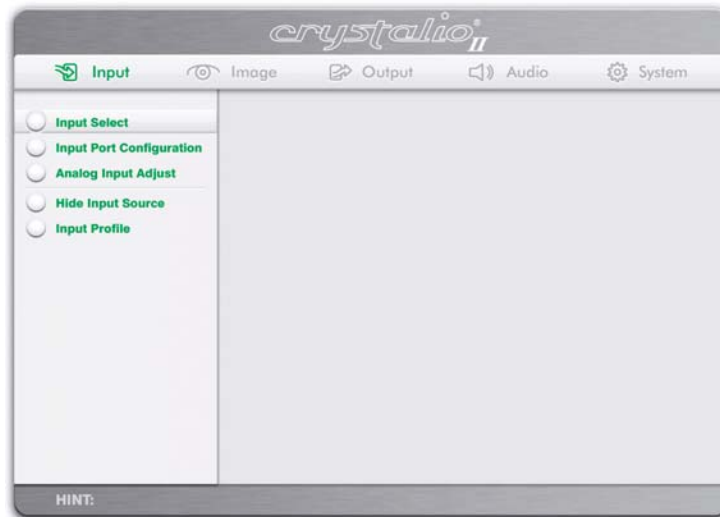 crystalio II
Input Image Output Audio System
Input Select
Input Port Configuration
Analog Input Adjust
Hide Input Source
Input Profile
HINT: